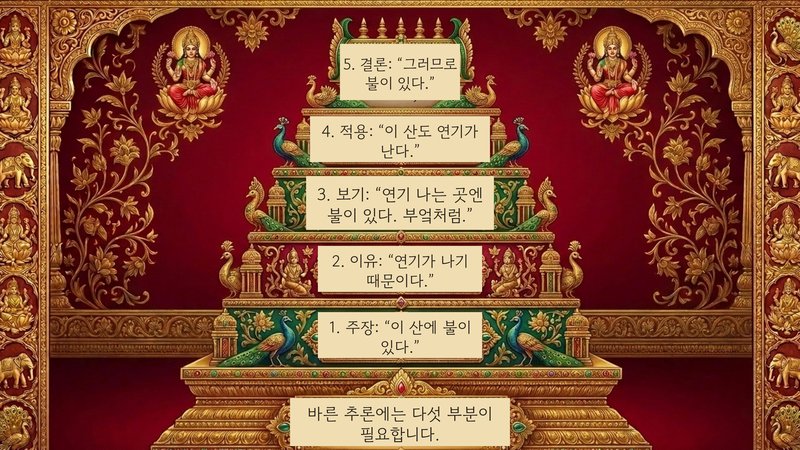 5. 결론: “그러므로
불이 있다.”
4. 적용: “이 산도 연기가
난다.”
3. 보기: “연기 나는 곳엔
불이 있다. 부엌처럼.”
2. 이유: “연기가 나기
때문이다.”
1. 주장: “이 산에 불이
있다.”
바른 추론에는 다섯 부분이
필요합니다.